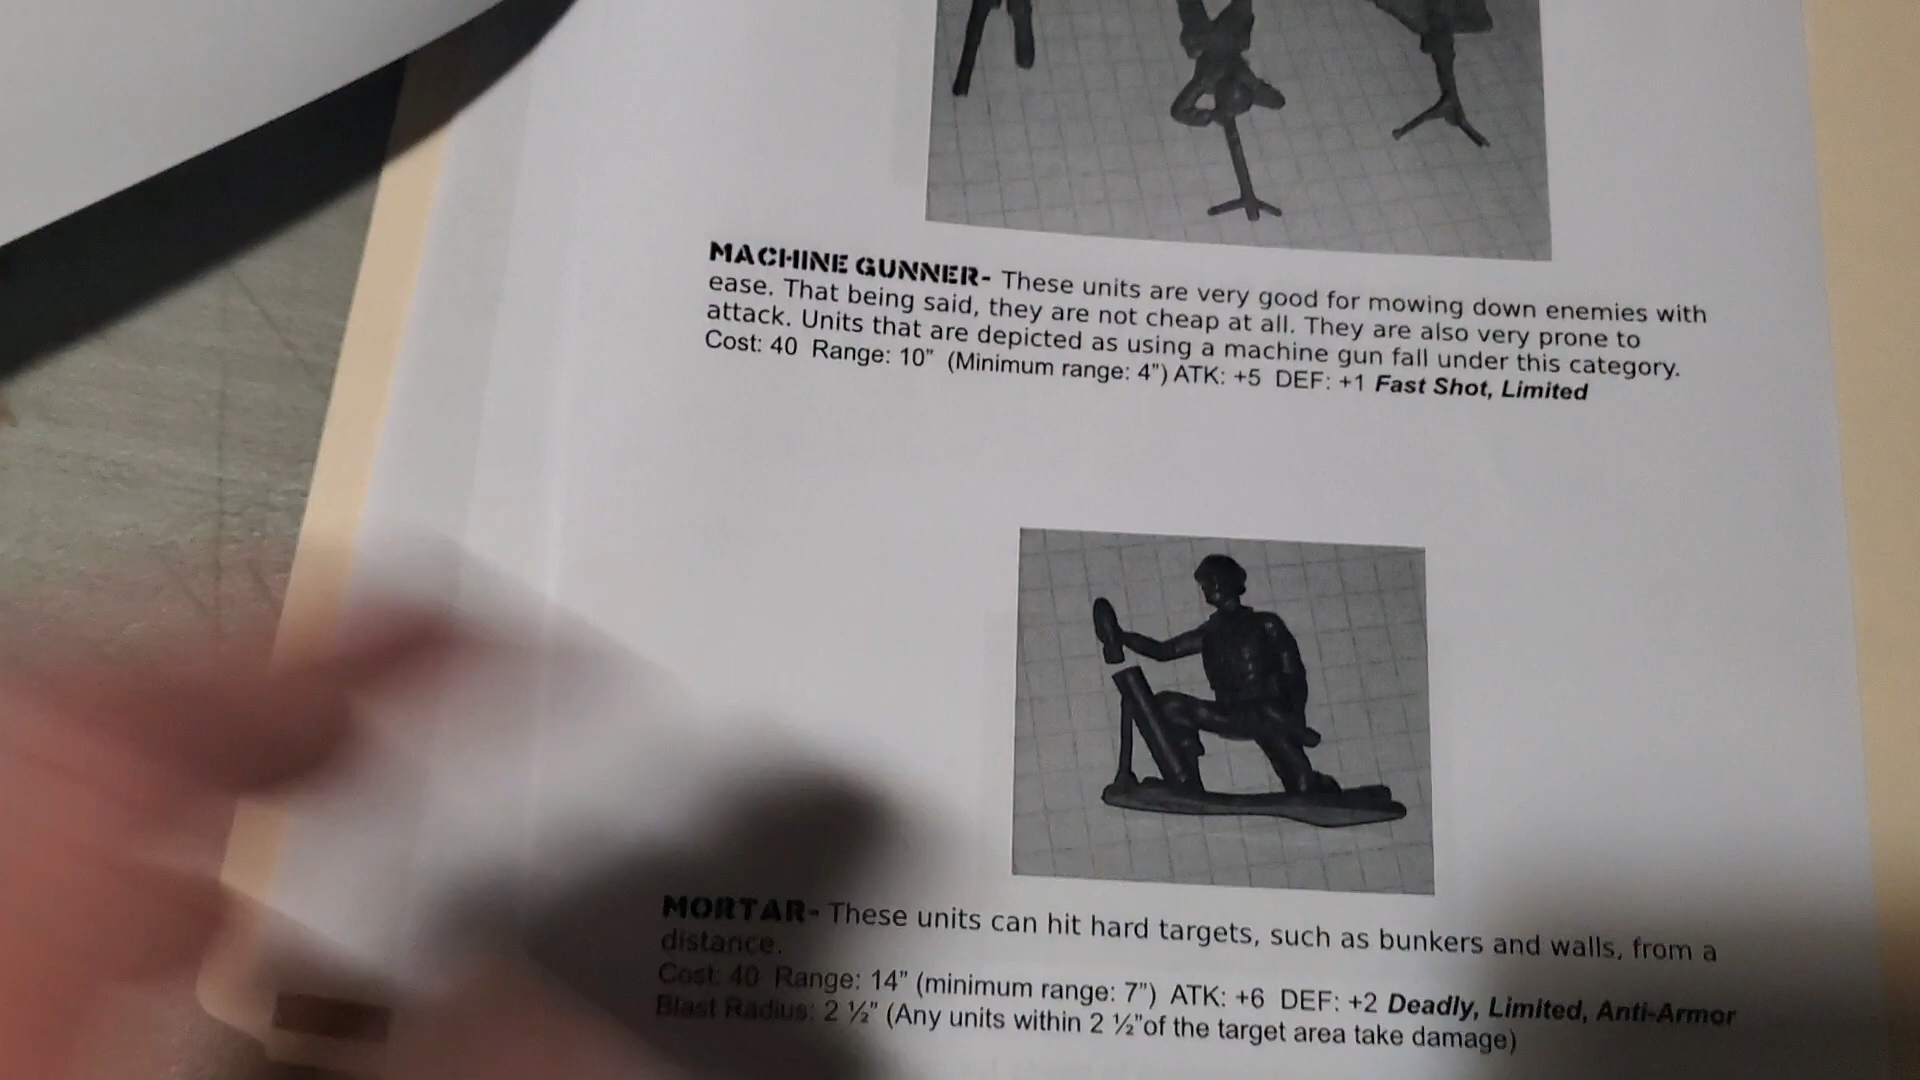 MACHINE GUNNER- These units are very good for mowing down enemies with
ease. That being said, they are not cheap at all. They are also very prone to
attack. Units that are depicted as using a machine gun fall under this category.
Cost: 40 Range: 10” (Minimum range: 4”) ATK: +5 DEF: +1 Fast Shot, Limited
MORTAR- These units can hit hard targets, such as bunkers and walls, from a
distance.
Cost: 40 Range: 14” (minimum range: 7”) ATK: +6 DEF: +2 Deadly, Limited, Anti-Armor
Blast Radius: 2 ½” (Any units within 2 ½”of the target area take damage)